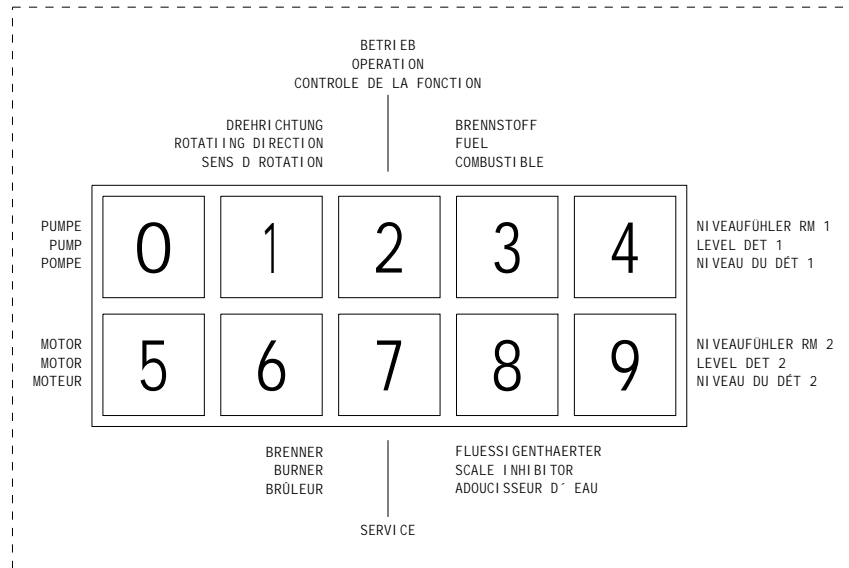 BETRIEB
OPERATION
CONTROLE DE LA FONCTION
DREHRICHTUNG
ROTATIING DIRECTION
SENS D ROTATION
BRENNSTOFF
FUEL
COMBUSTIBLE
PUMPE
PUMP
POMPE
0 1 2 3 4
NIVEAUFÜHLER RM 1
LEVEL DET 1
NIVEAU DU DÉT 1
MOTOR
MOTOR
MOTEUR
5 6 7 8 9
NIVEAUFÜHLER RM 2
LEVEL DET 2
NIVEAU DU DÉT 2
BRENNER
BURNER
BRÛLEUR
FLUESSIGENTHAERTER
SCALE INHIBITOR
ADOUCISSEUR D´ EAU
SERVICE